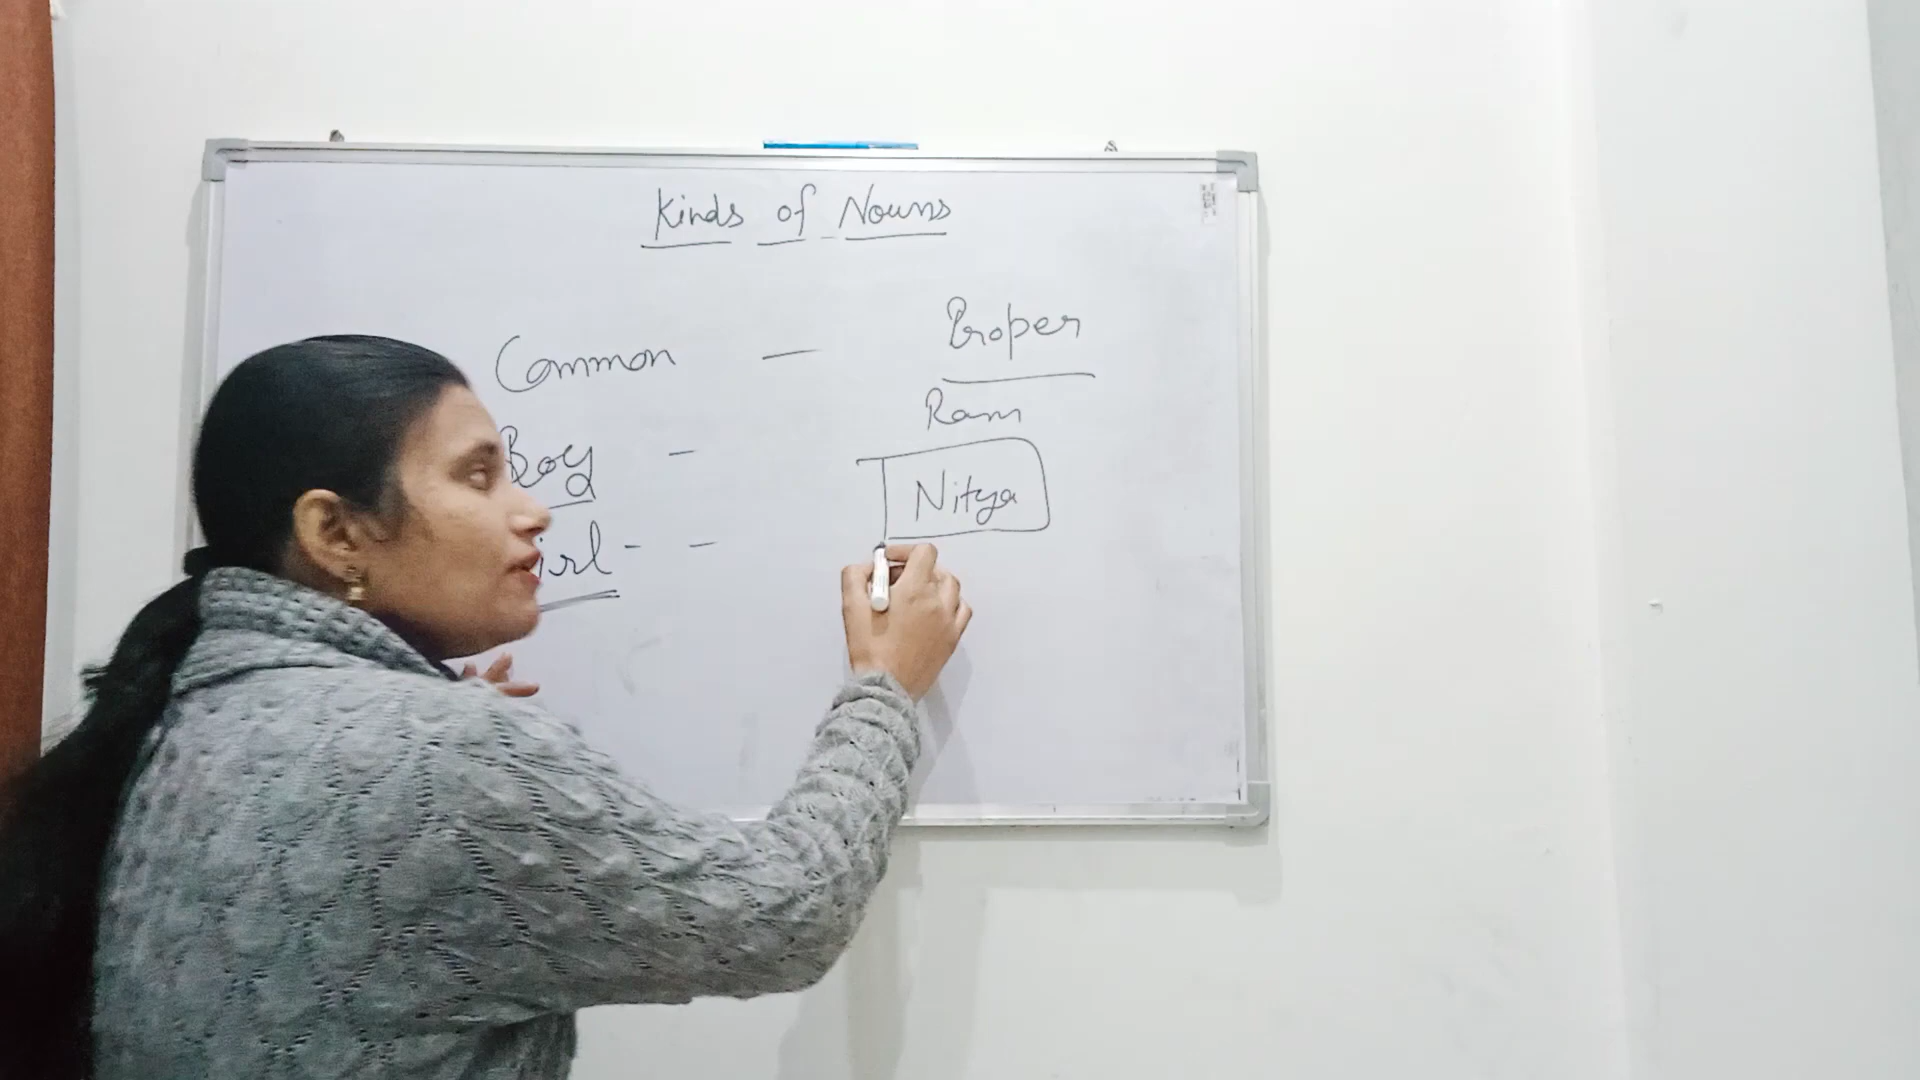 Kinds of Nouns
Common — Proper
Ram
Boy -
Nitya
irl - -